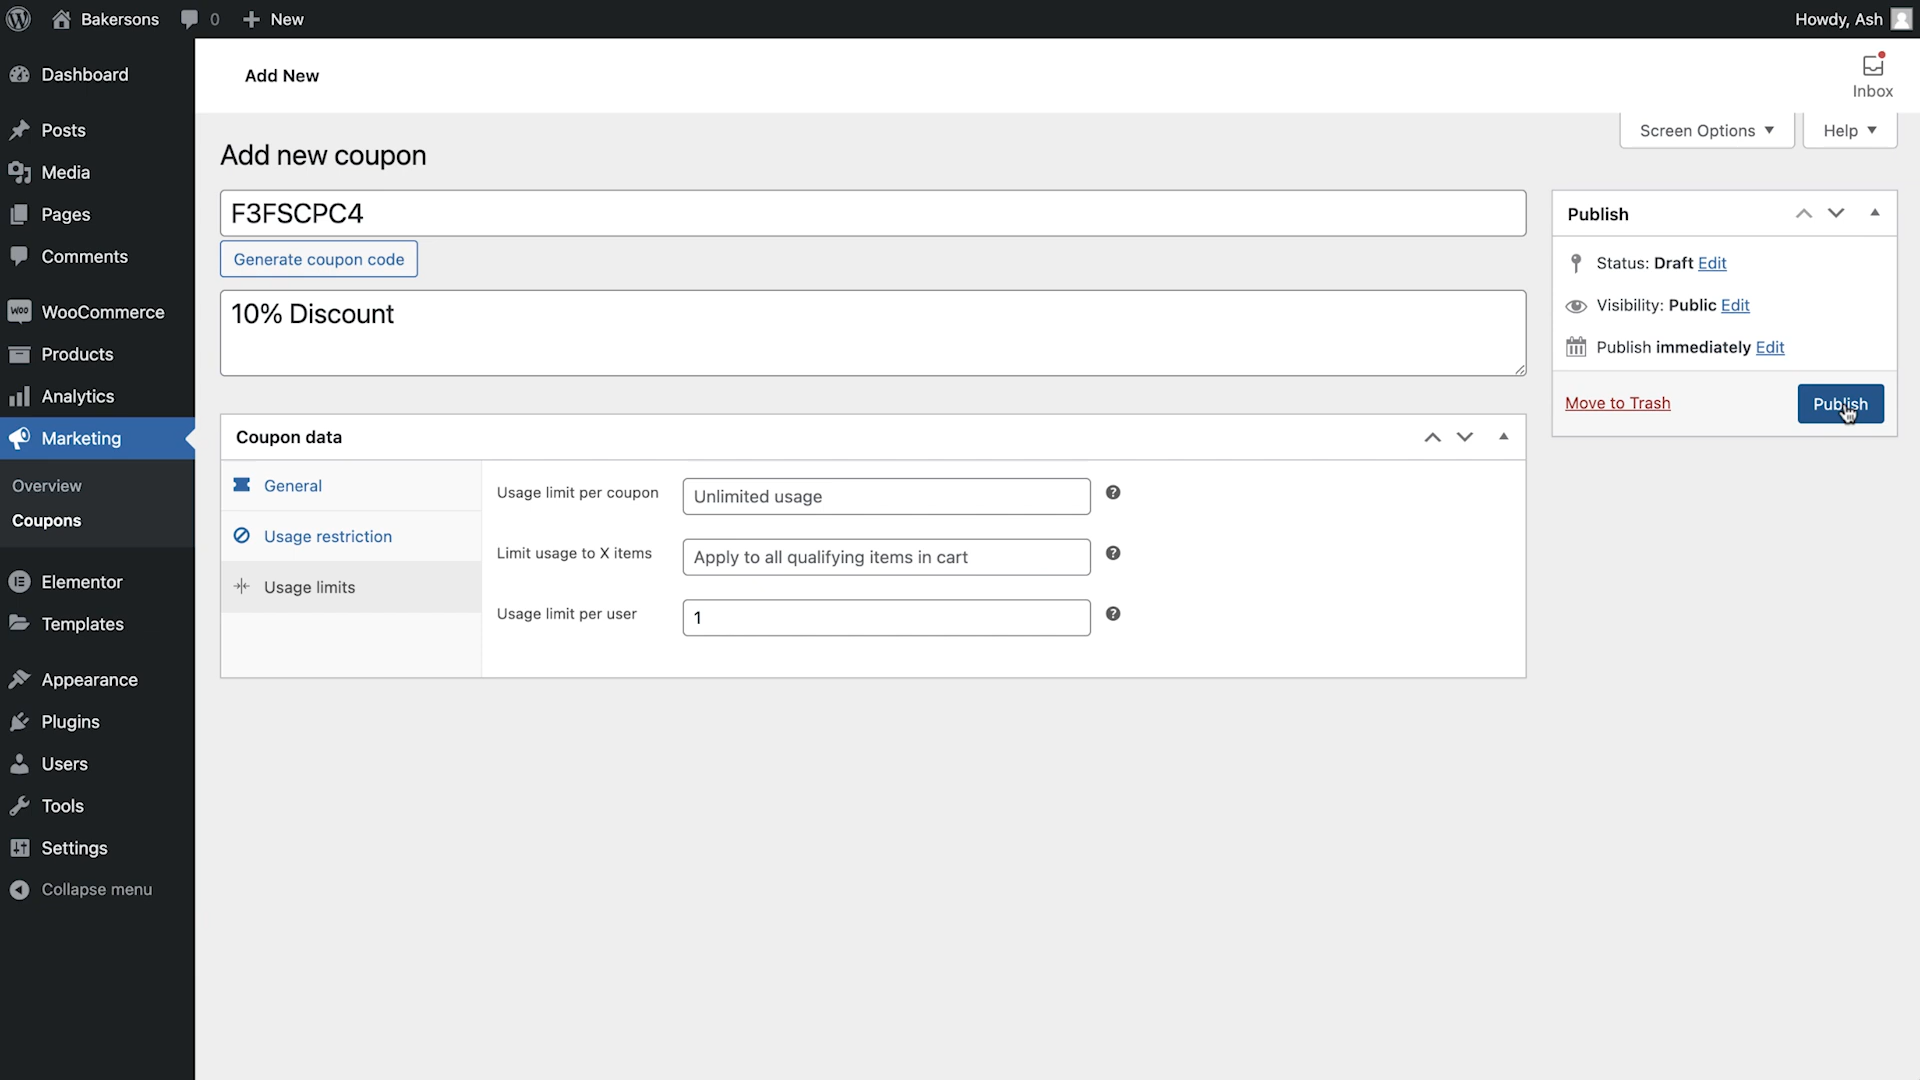 Bakersons 0 New Howdy, Ash
Dashboard
Posts
Media
Pages
Comments
WooCommerce
Products
Analytics
Marketing
Overview
Coupons
Elementor
Templates
Appearance
Plugins
Users
Tools
Settings
Collapse menu
Add New
Inbox
Screen Options
Help
Add new coupon
F3FSCPC4
Generate coupon code
10% Discount
Coupon data
General
Usage restriction
Usage limits
Usage limit per coupon Unlimited usage
Limit usage to X items Apply to all qualifying items in cart
Usage limit per user 1
Publish
Status: Draft Edit
Visibility: Public Edit
Publish immediately Edit
Move to Trash Publish